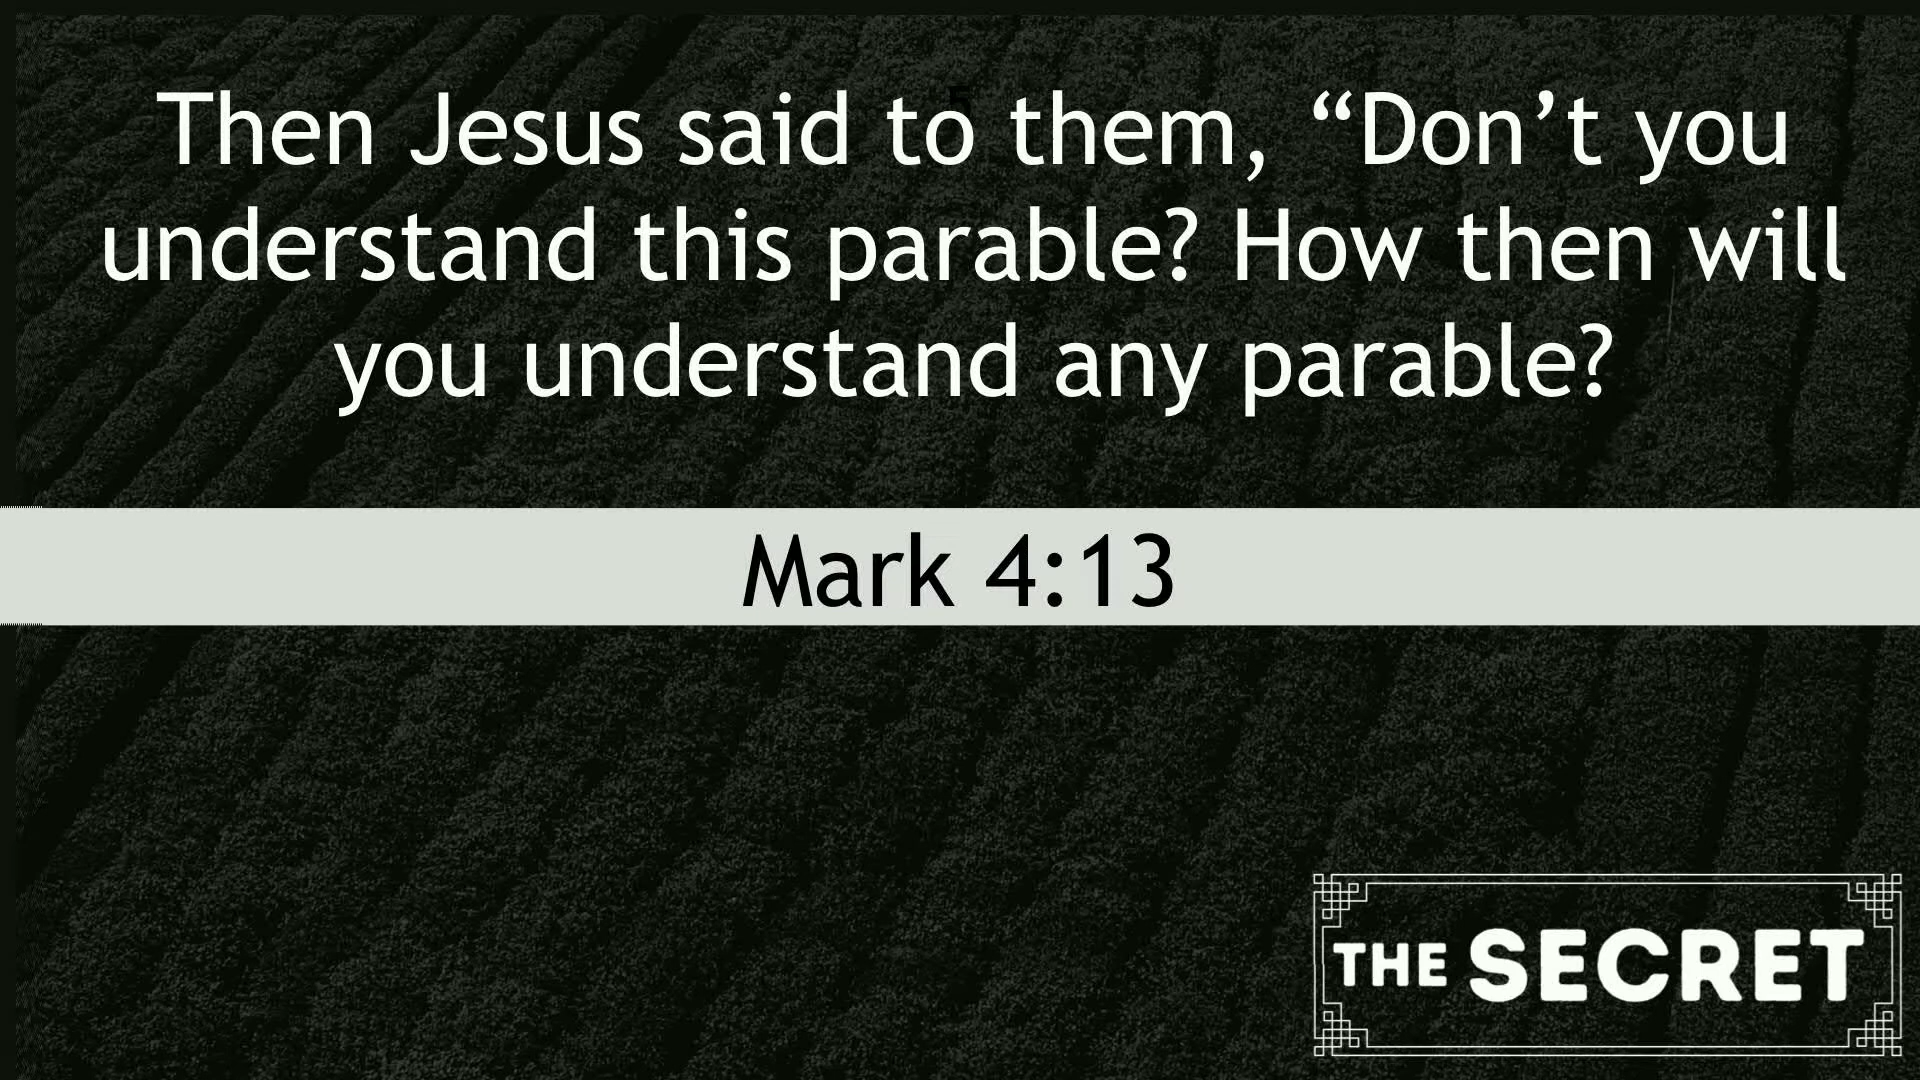 Then Jesus said to them, “Don’t you
understand this parable? How then will
you understand any parable?
Mark 4:13
THE SECRET